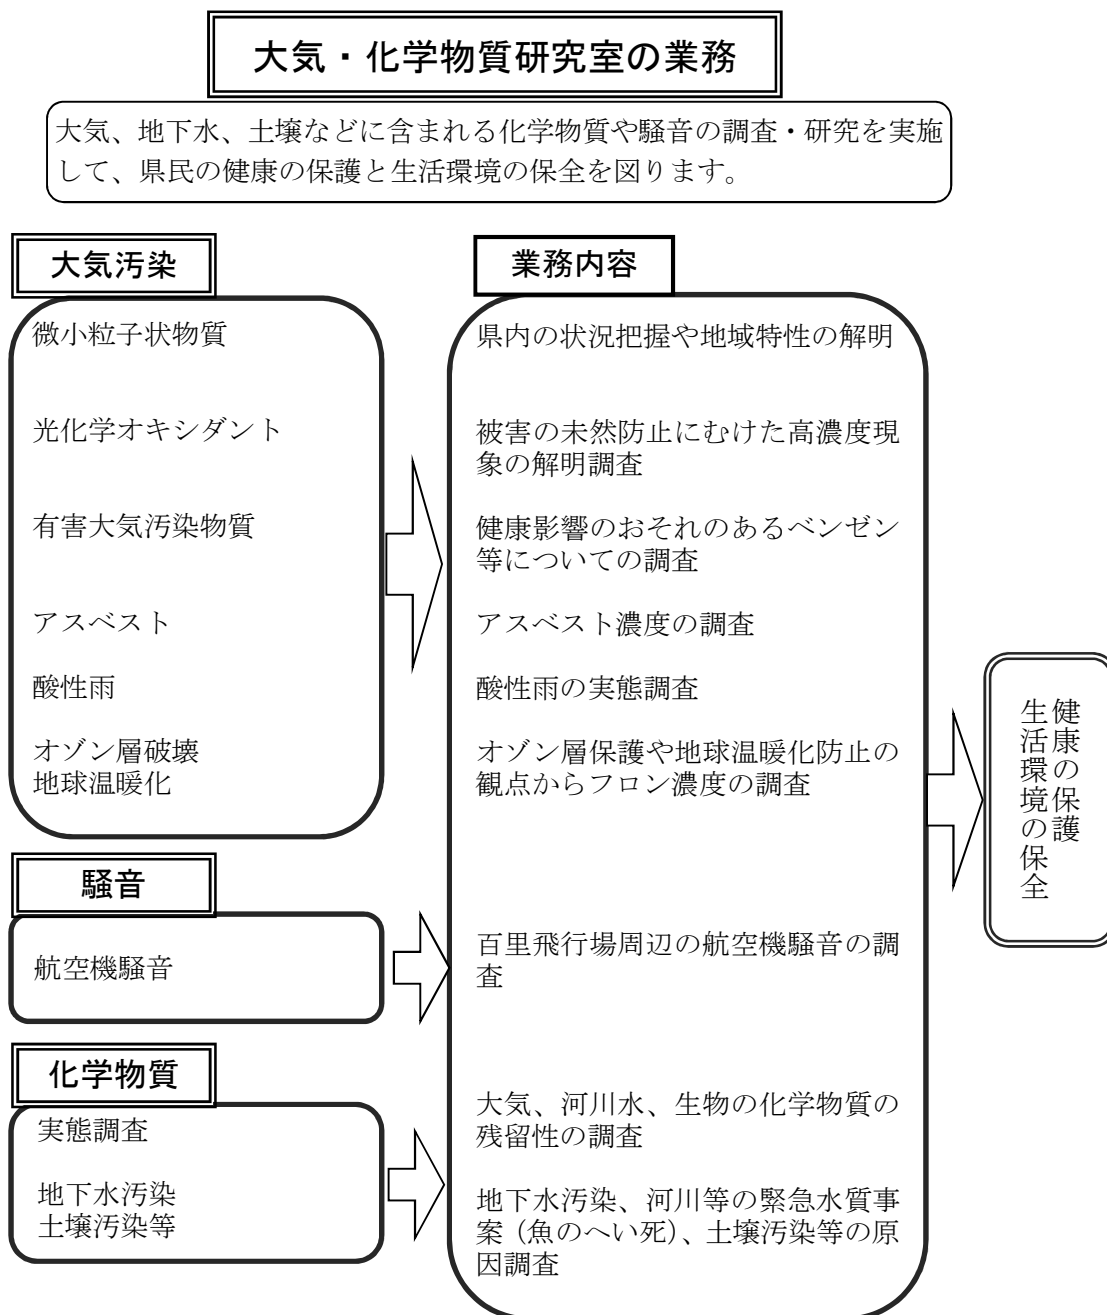 大気・化学物質研究室の業務
大気、地下水、土壌などに含まれる化学物質や騒音の調査・研究を実施
して、県民の健康の保護と生活環境の保全を図ります。
大気汚染
微小粒子状物質
光化学オキシダント
有害大気汚染物質
アスベスト
酸性雨
オゾン層破壊
地球温暖化
騒音
航空機騒音
化学物質
実態調査
地下水汚染
土壌汚染等
業務内容
県内の状況把握や地域特性の解明
被害の未然防止にむけた高濃度現
象の解明調査
健康影響のおそれのあるベンゼン
等についての調査
アスベスト濃度の調査
酸性雨の実態調査
オゾン層保護や地球温暖化防止の
観点からフロン濃度の調査
百里飛行場周辺の航空機騒音の調
査
大気、河川水、生物の化学物質の
残留性の調査
地下水汚染、河川等の緊急水質事
案（魚のへい死）、土壌汚染等の原
因調査
健康の保護
生活環境の保全